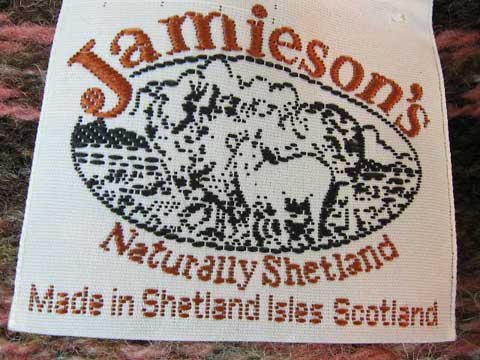 Jamieson's
Naturally Shetland
Made in Shetland Isles Scotland